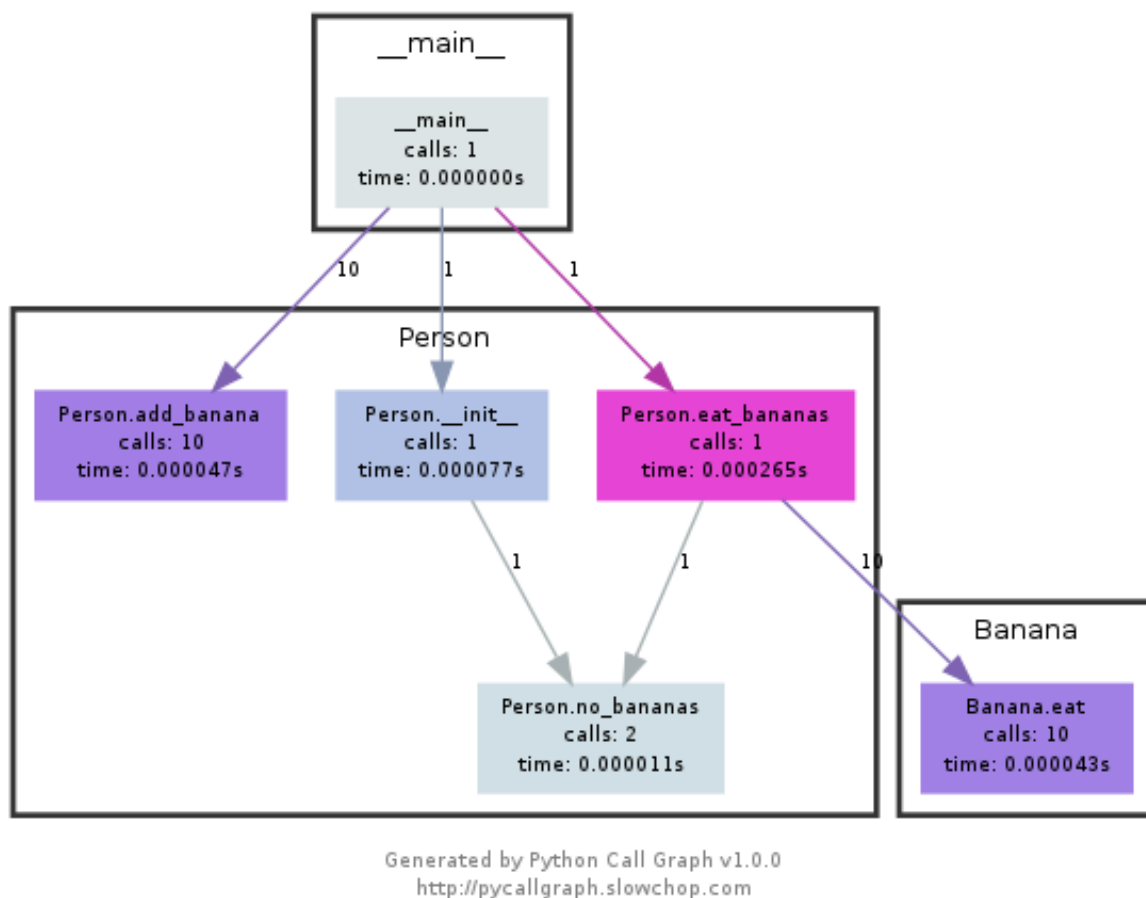 __main__
__main__
calls: 1
time: 0.000000s
10
1
1
Person
Person.add_banana
calls: 10
time: 0.000047s
Person.__init__
calls: 1
time: 0.000077s
Person.eat_bananas
calls: 1
time: 0.000265s
1
1
10
Person.no_bananas
calls: 2
time: 0.000011s
Banana
Banana.eat
calls: 10
time: 0.000043s
Generated by Python Call Graph v1.0.0
http://pycallgraph.slowchop.com